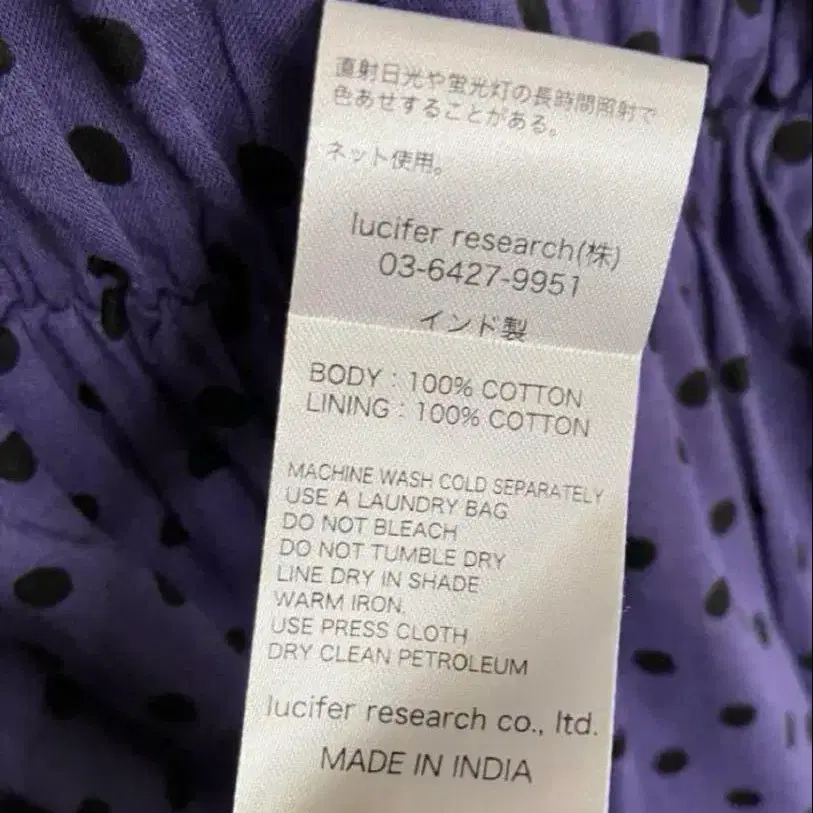 直射日光や蛍光灯の長時間照射で
色あせすることがある。
ネット使用。
lucifer research(株)
03-6427-9951
インド製
BODY : 100% COTTON
LINING : 100% COTTON
MACHINE WASH COLD SEPARATELY
USE A LAUNDRY BAG
DO NOT BLEACH
DO NOT TUMBLE DRY
LINE DRY IN SHADE
WARM IRON.
USE PRESS CLOTH
DRY CLEAN PETROLEUM
lucifer research co., ltd.
MADE IN INDIA